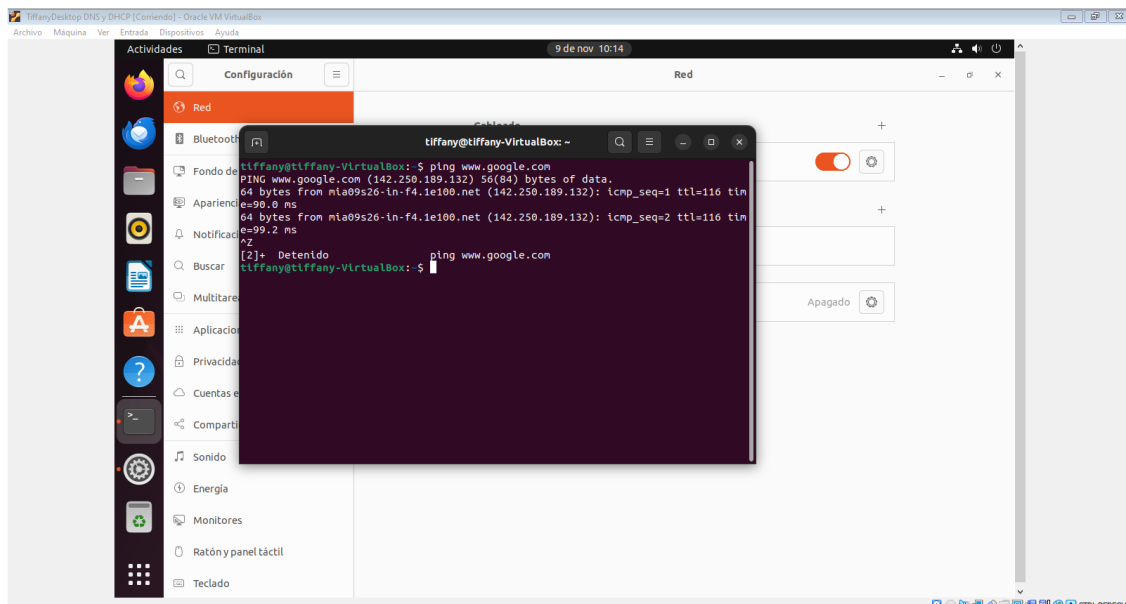 TiffanyDesktop DNS y DHCP [Corriendo] - Oracle VM VirtualBox
Archivo Máquina Ver Entrada Dispositivos Ayuda
Actividades Terminal 9 de nov 10:14
Configuración Red
Red
Bluetooth
Fondo de
Aparienci
Notificaci
Buscar
Multitarea
Aplicacion
Privacidad
Cuentas e
Comparti
Sonido
Energía
Monitores
Ratón y panel táctil
Teclado
Apagado
tiffany@tiffany-VirtualBox: ~
tiffany@tiffany-VirtualBox:~$ ping www.google.com
PING www.google.com (142.250.189.132) 56(84) bytes of data.
64 bytes from mia09s26-in-f4.1e100.net (142.250.189.132): icmp_seq=1 ttl=116 tim
e=90.0 ms
64 bytes from mia09s26-in-f4.1e100.net (142.250.189.132): icmp_seq=2 ttl=116 tim
e=99.2 ms
^Z
[2]+ Detenido ping www.google.com
tiffany@tiffany-VirtualBox:~$